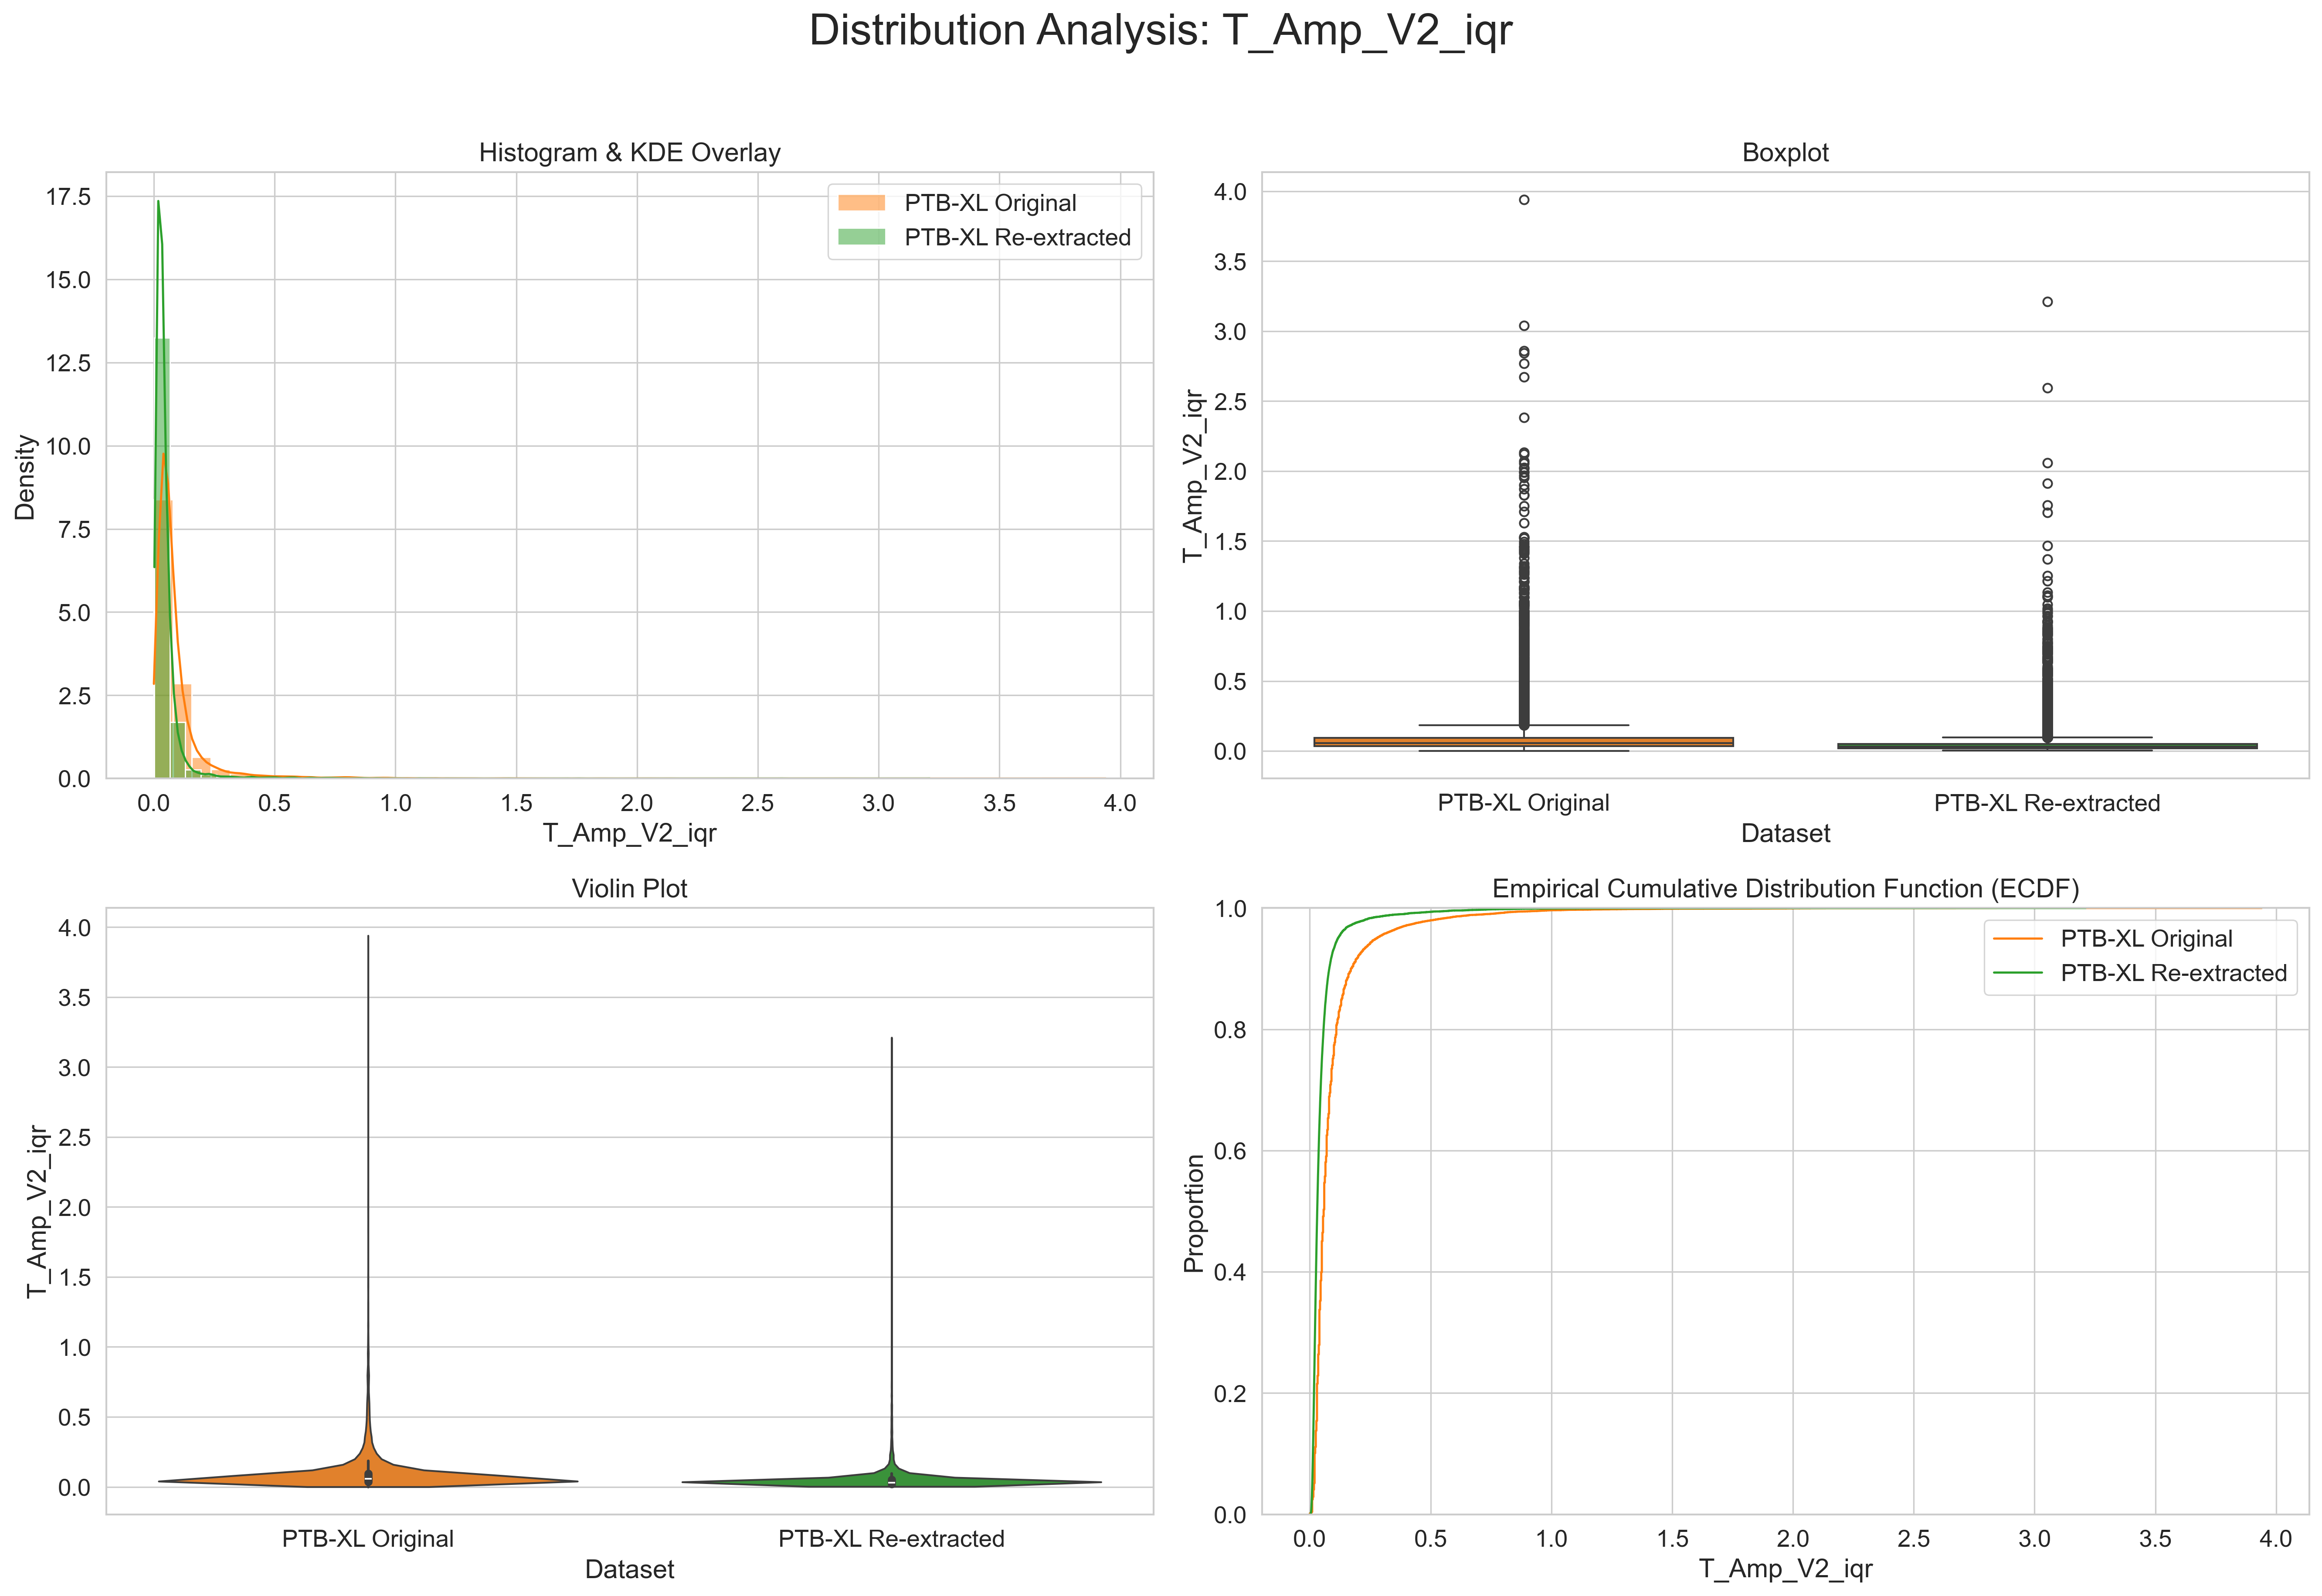 Distribution Analysis: T_Amp_V2_iqr
Histogram & KDE Overlay
17.5
15.0
12.5
10.0
7.5
5.0
2.5
0.0
Density
PTB-XL Original
PTB-XL Re-extracted
0.0 0.5 1.0 1.5 2.0 2.5 3.0 3.5 4.0
T_Amp_V2_iqr
Boxplot
4.0
3.5
3.0
2.5
2.0
1.5
1.0
0.5
0.0
T_Amp_V2_iqr
PTB-XL Original PTB-XL Re-extracted
Dataset
Violin Plot
4.0
3.5
3.0
2.5
2.0
1.5
1.0
0.5
0.0
T_Amp_V2_iqr
PTB-XL Original PTB-XL Re-extracted
Dataset
Empirical Cumulative Distribution Function (ECDF)
1.0
0.8
0.6
0.4
0.2
0.0
Proportion
PTB-XL Original
PTB-XL Re-extracted
0.0 0.5 1.0 1.5 2.0 2.5 3.0 3.5 4.0
T_Amp_V2_iqr